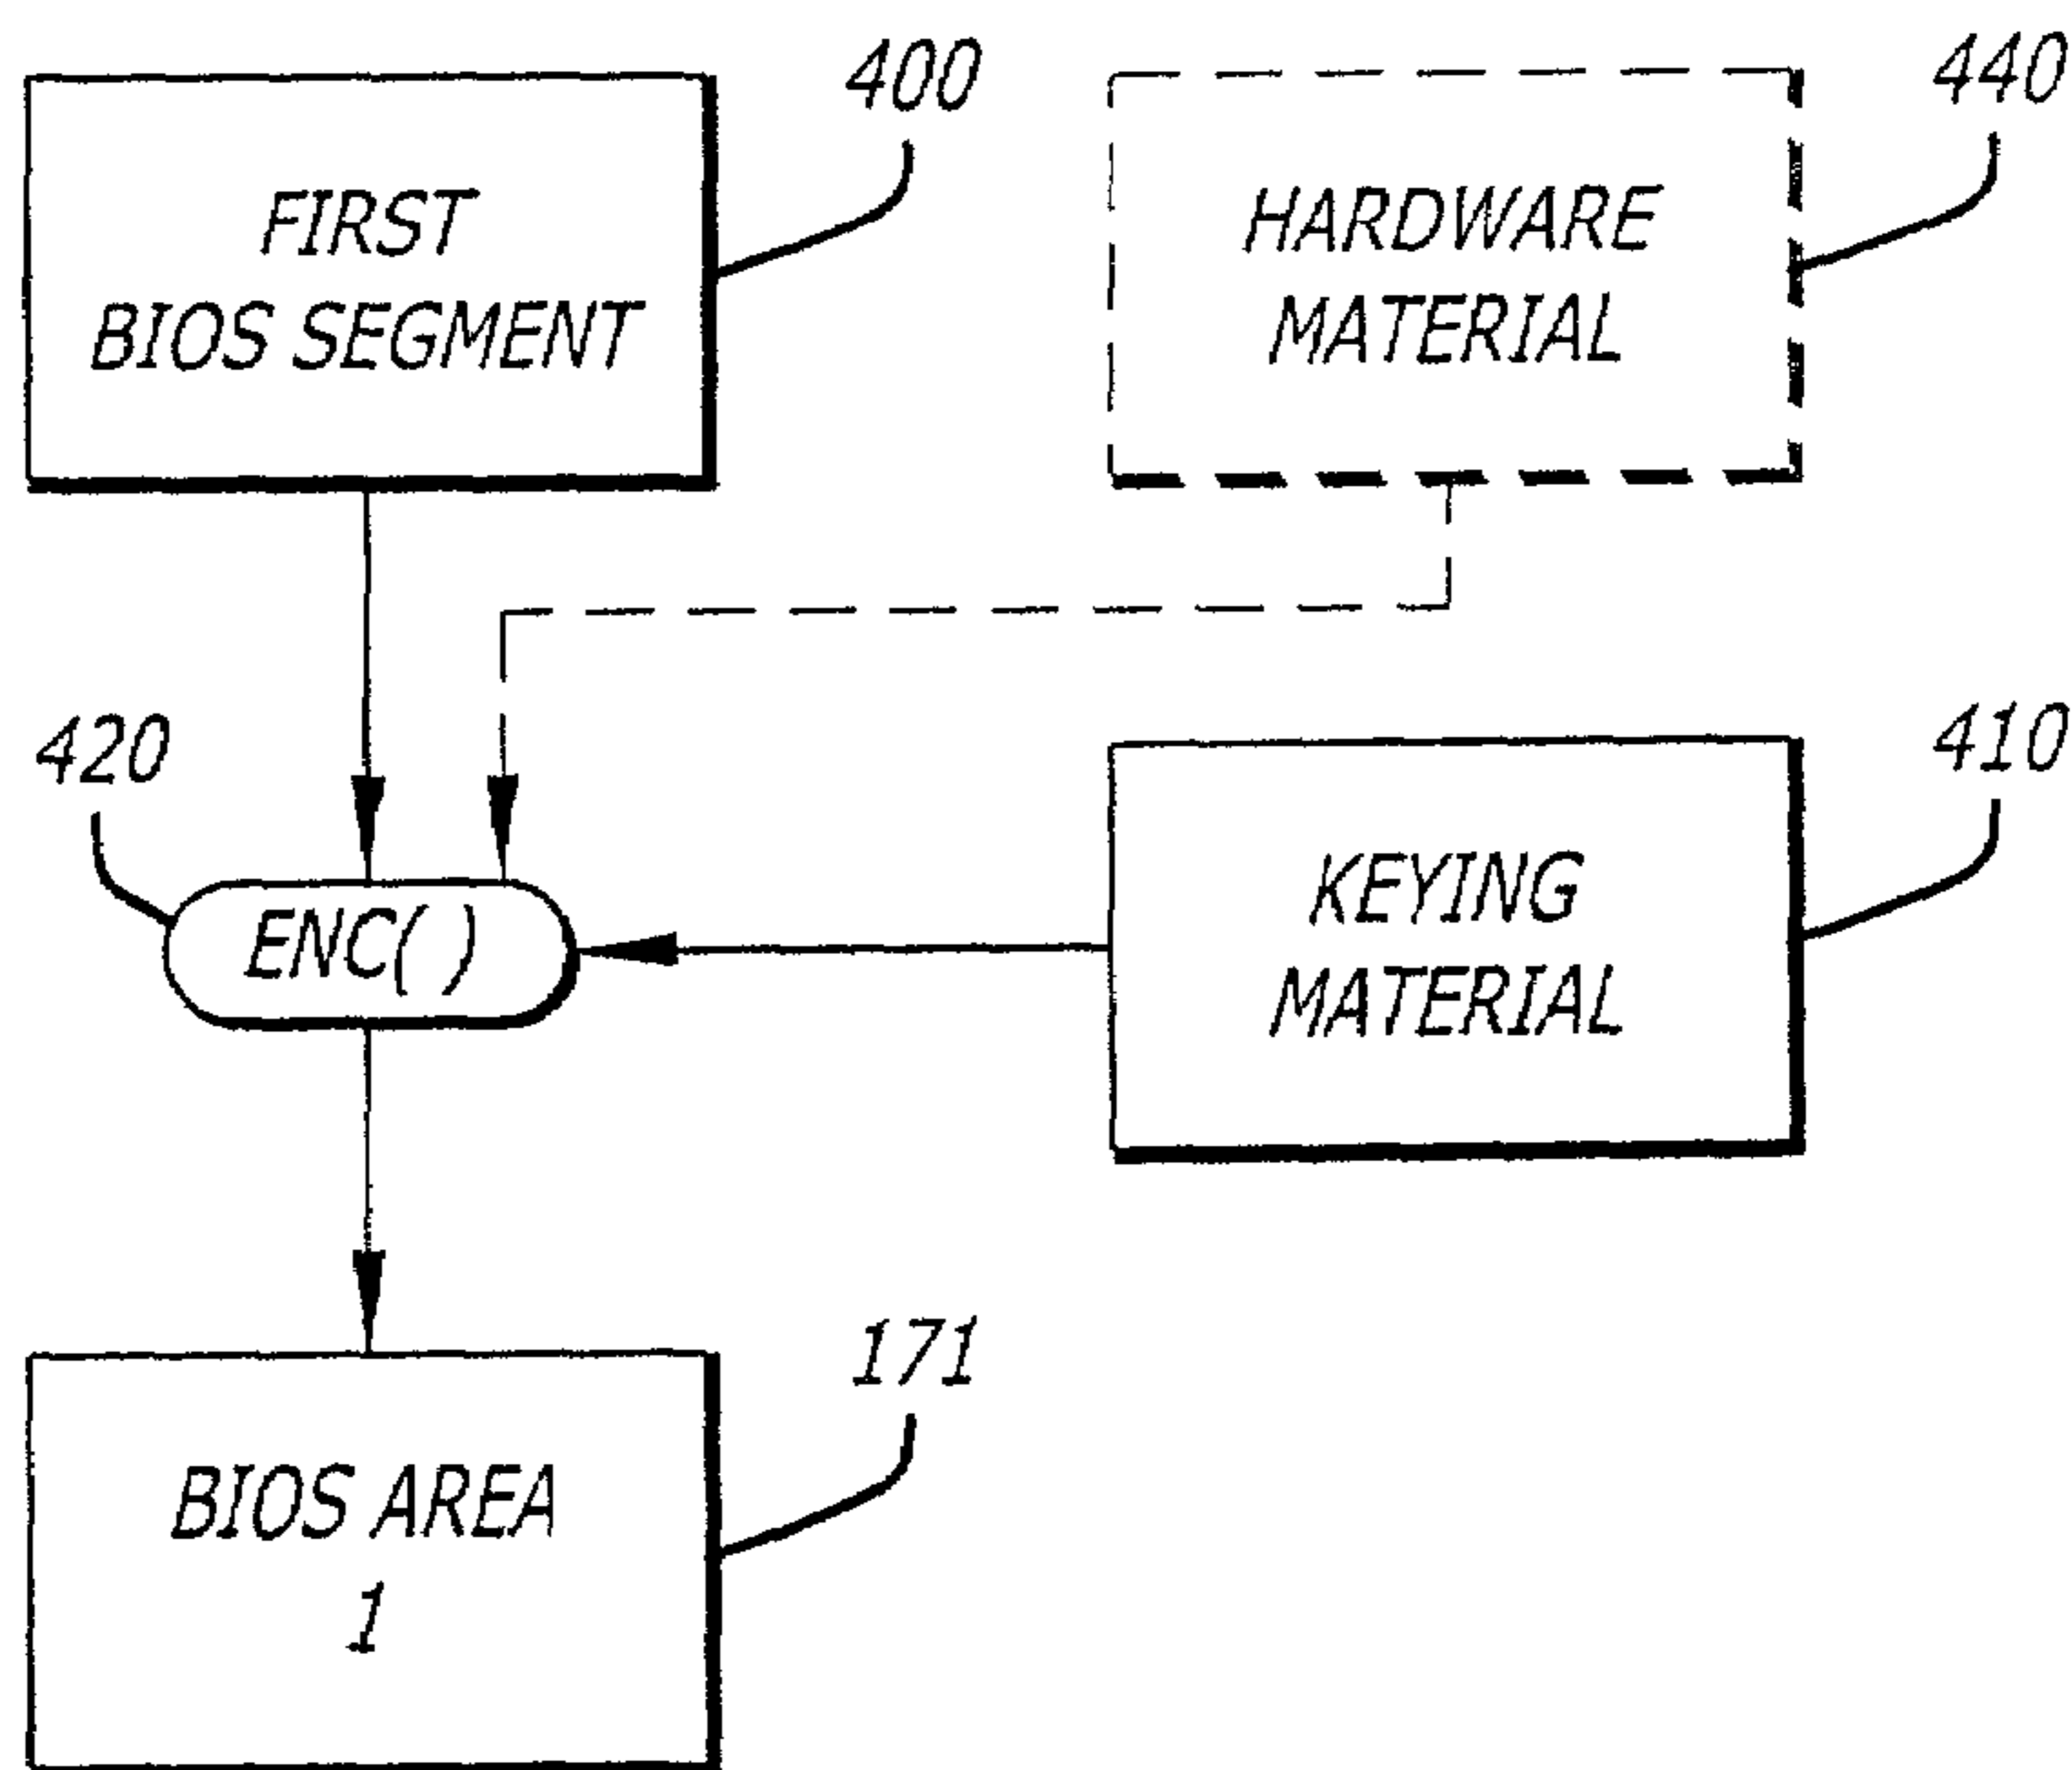 400
440
FIRST
BIOS SEGMENT
HARDWARE
MATERIAL
420
410
ENC( )
KEYING
MATERIAL
171
BIOS AREA
1